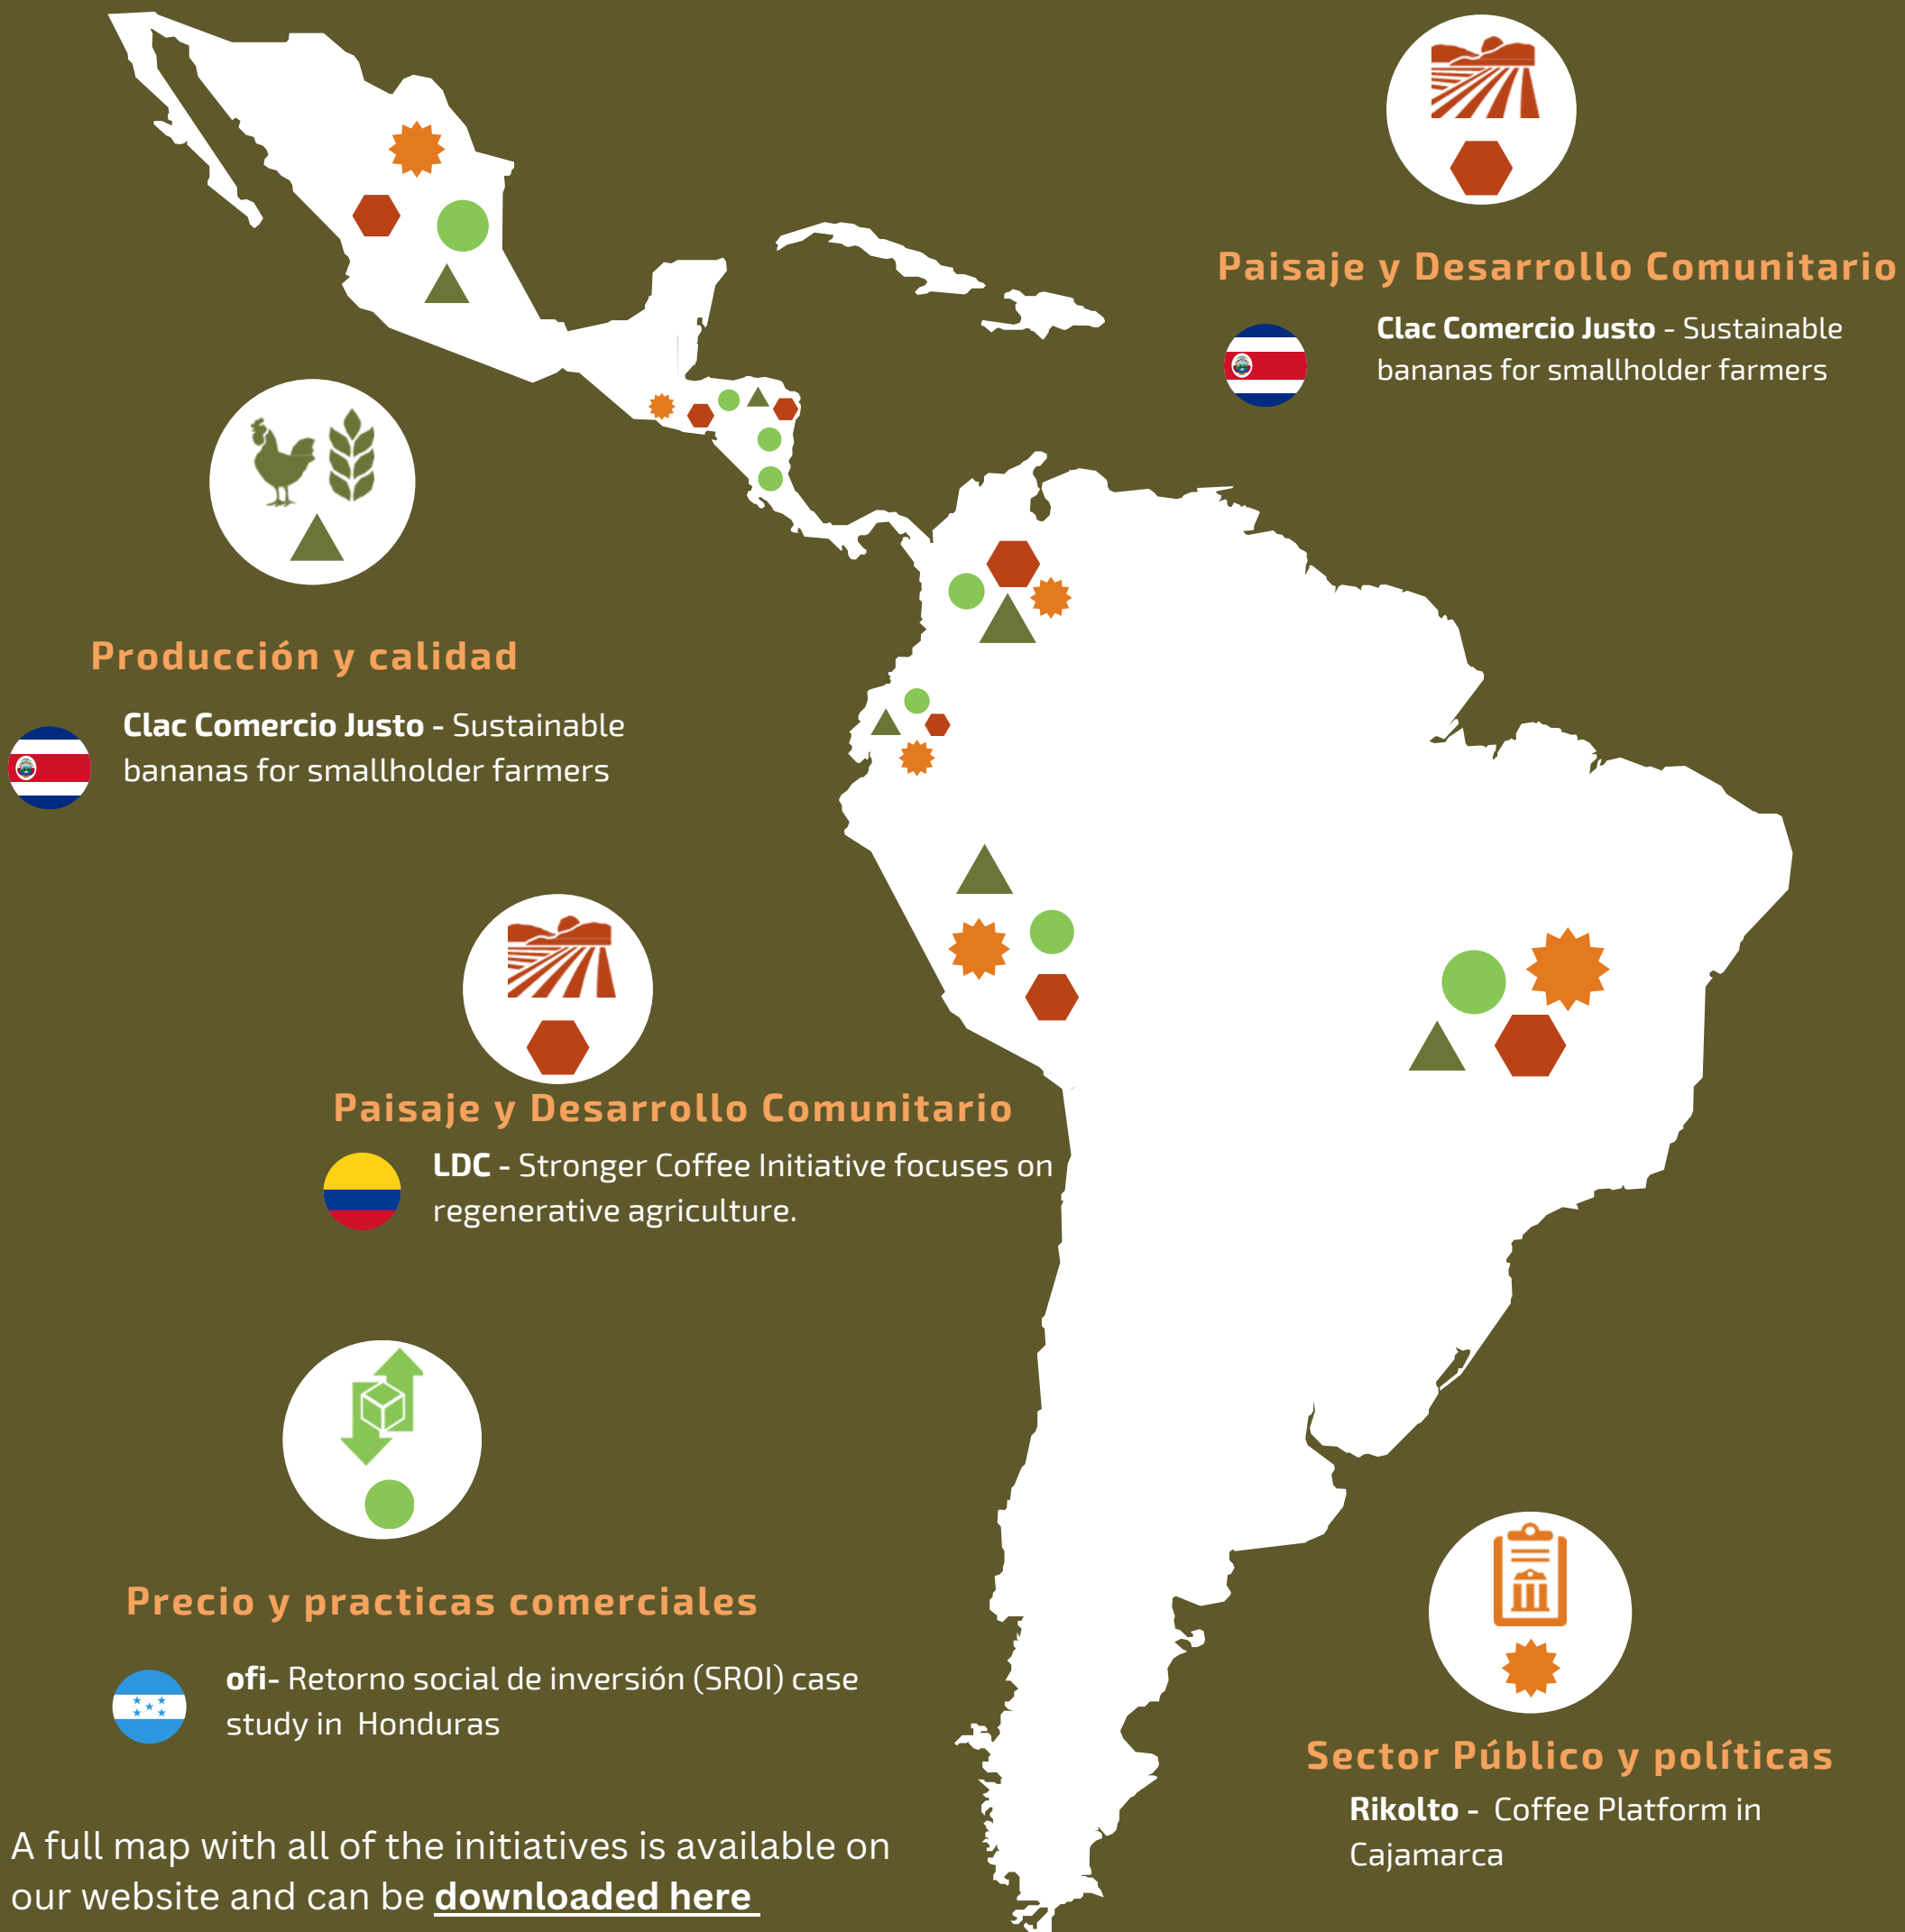 Paisaje y Desarrollo Comunitario
Clac Comercio Justo - Sustainable
bananas for smallholder farmers
Producción y calidad
Clac Comercio Justo - Sustainable
bananas for smallholder farmers
Paisaje y Desarrollo Comunitario
LDC - Stronger Coffee Initiative focuses on
regenerative agriculture.
Precio y practicas comerciales
ofi- Retorno social de inversión (SROI) case
study in Honduras
Sector Público y políticas
Rikolto - Coffee Platform in
Cajamarca
A full map with all of the initiatives is available on
our website and can be downloaded here